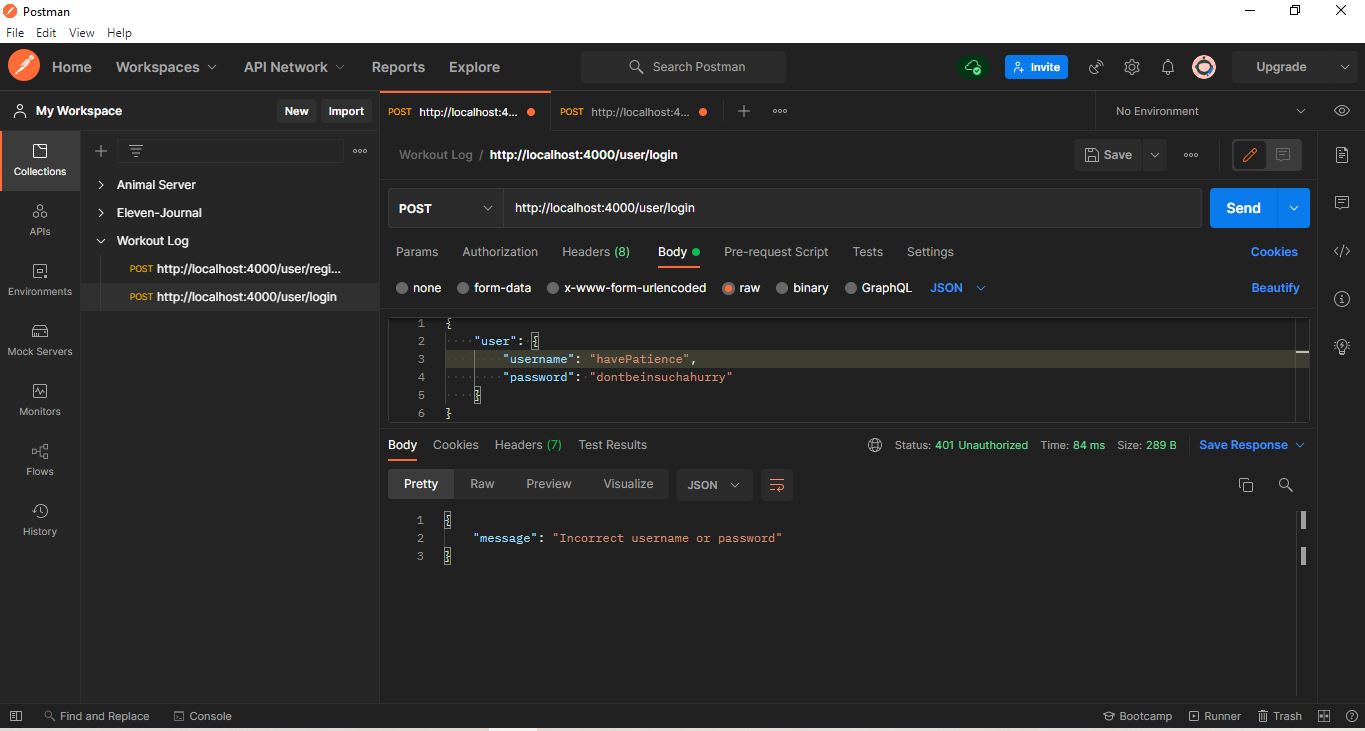 Postman
File Edit View Help
Home Workspaces API Network Reports Explore Search Postman Invite Upgrade
My Workspace New Import
POST http://localhost:4... POST http://localhost:4... No Environment
Collections
APIs
Environments
Mock Servers
Monitors
Flows
History
Animal Server
Eleven-Journal
Workout Log
POST http://localhost:4000/user/regi...
POST http://localhost:4000/user/login
Workout Log / http://localhost:4000/user/login Save
POST http://localhost:4000/user/login Send
Params Authorization Headers (8) Body Pre-request Script Tests Settings Cookies
none form-data x-www-form-urlencoded raw binary GraphQL JSON Beautify
1 {
2 "user": {
3 "username": "havePatience",
4 "password": "dontbeinsuchahurry"
5 }
6 }
Body Cookies Headers (7) Test Results Status: 401 Unauthorized Time: 84 ms Size: 289 B Save Response
Pretty Raw Preview Visualize JSON
1 {
2 "message": "Incorrect username or password"
3 }
Find and Replace Console Bootcamp Runner Trash